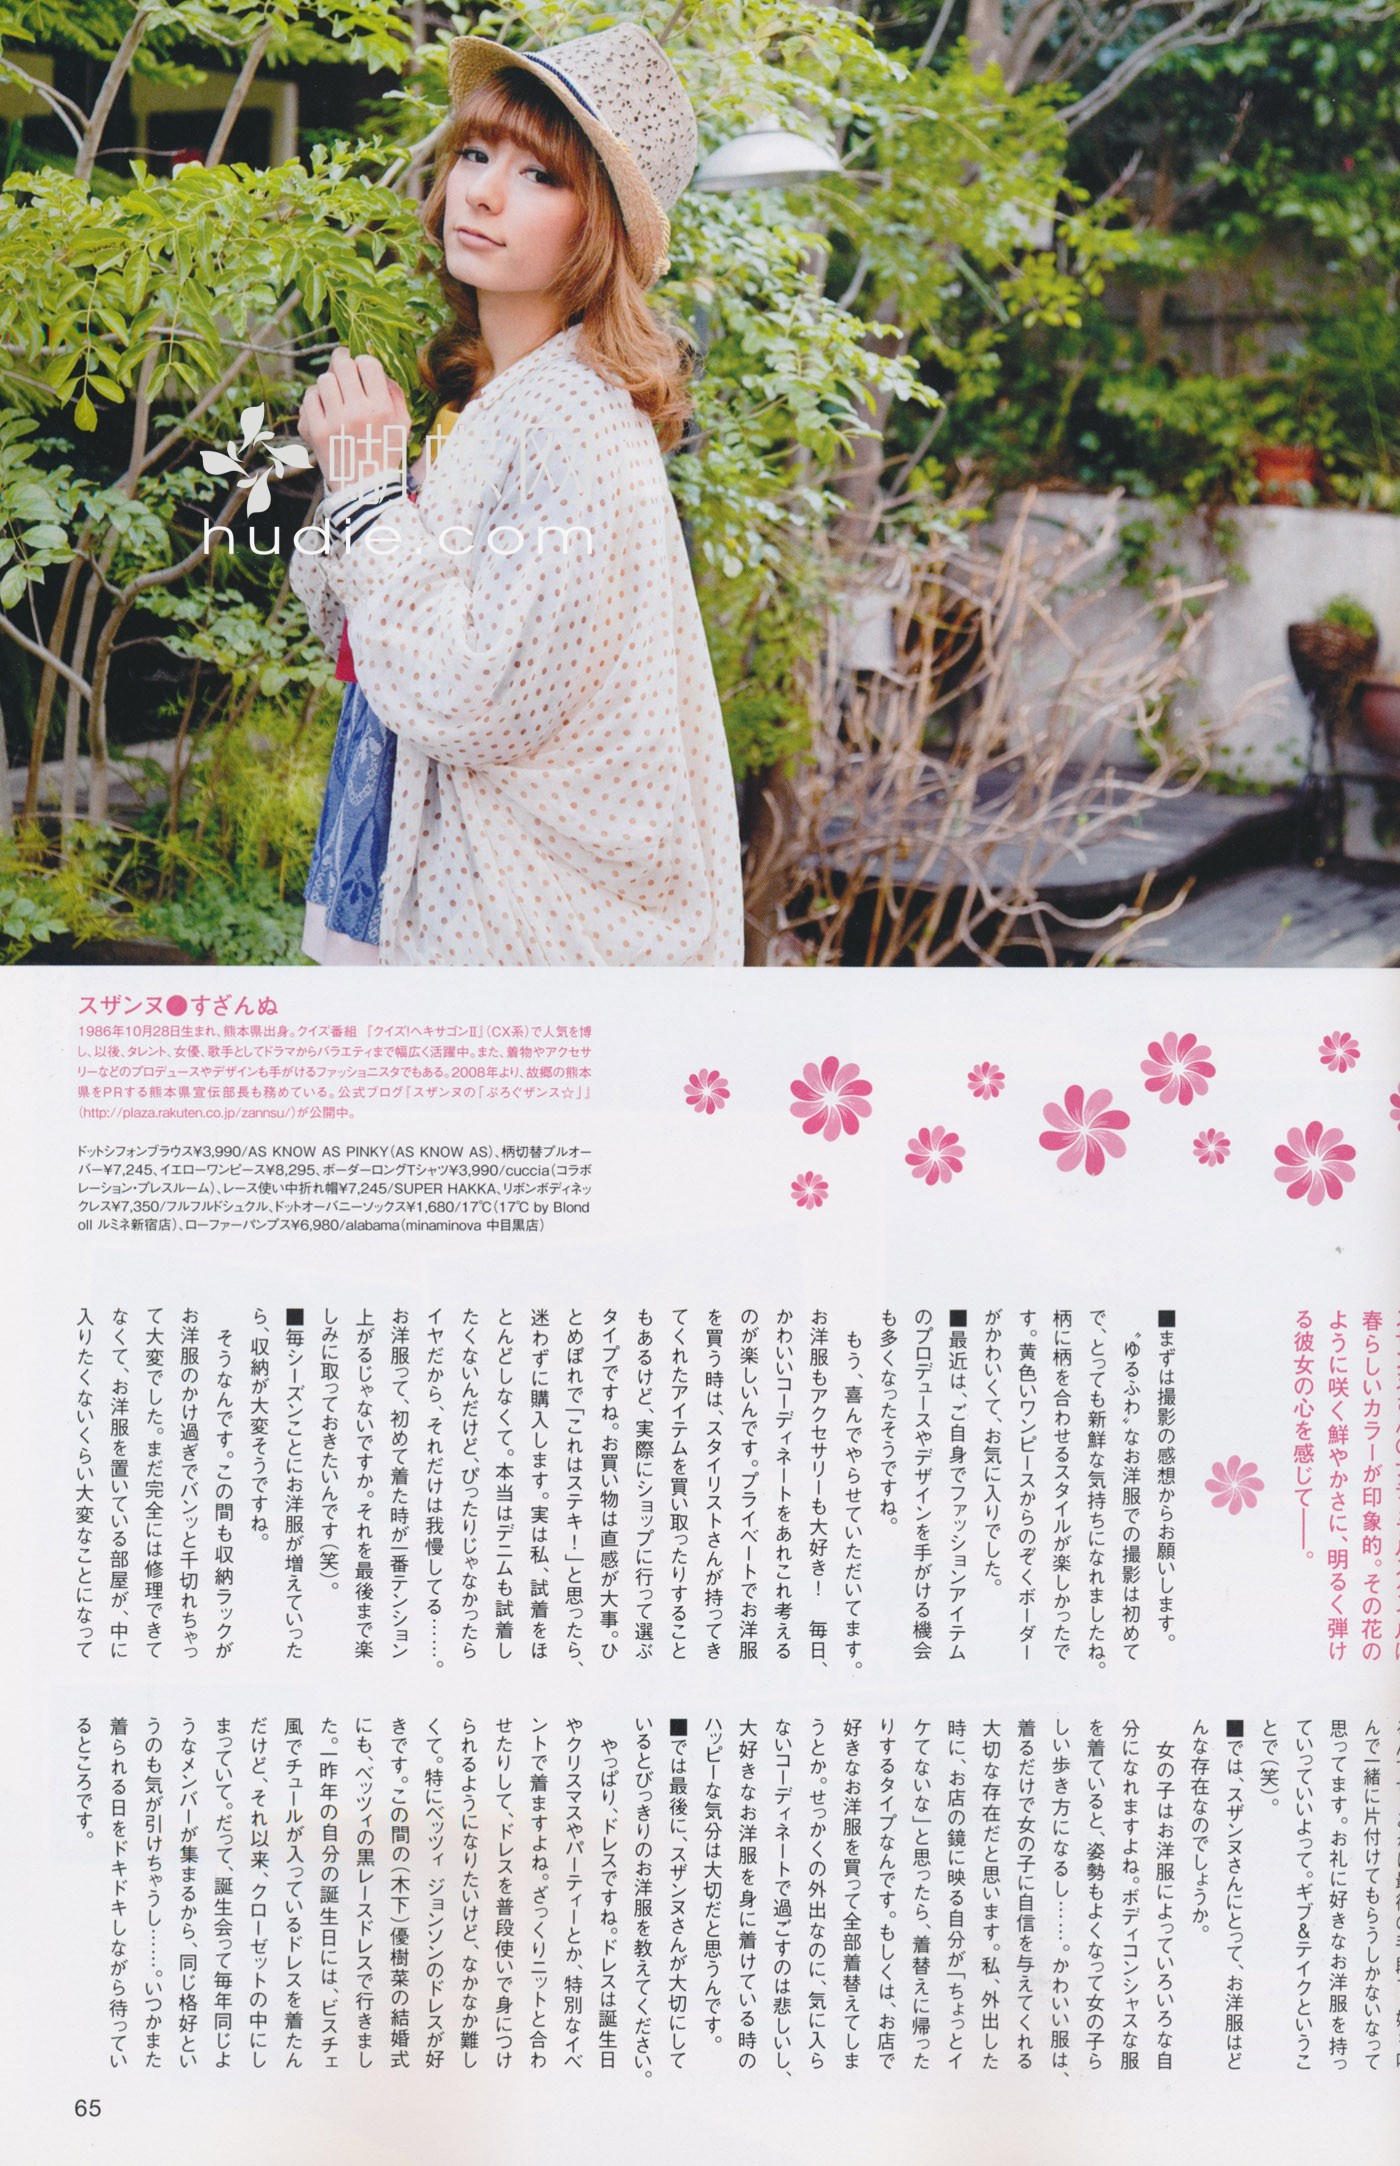 蝴蝶网
hudie.com
スザンヌ●すざんぬ
1986年10月28日生まれ、熊本県出身。クイズ番組 『クイズ!ヘキサゴンII』(CX系)で人気を博
し、以後、タレント、女優、歌手としてドラマからバラエティまで幅広く活躍中。また、着物やアクセサ
リーなどのプロデュースやデザインも手がけるファッショニスタでもある。2008年より、故郷の熊本
県をPRする熊本県宣伝部長も務めている。公式ブログ『スザンヌの「ぶろぐザンス☆」』
(http://plaza.rakuten.co.jp/zannsu/)が公開中。
ドットシフォンブラウス¥3,990/AS KNOW AS PINKY(AS KNOW AS)、柄切替プルオー
バー¥7,245、イエローワンピース¥8,295、ボーダーロングTシャツ¥3,990/cuccia(コラボ
レーション・プレスルーム)、レース使い中折れ帽¥7,245/SUPER HAKKA、リボンボディネッ
クレス¥7,350/フルフルドシュクル、ドットオーバニーソックス¥1,680/17℃(17℃ by Blond
oll ルミネ新宿店)、ローファーパンプス¥6,980/alabama(minaminova 中目黒店)
春らしいカラーが印象的。その花の
ように咲く鮮やかさに、明るく弾け
る彼女の心を感じて——。
■まずは撮影の感想からお願いします。
〝ゆるふわ〟なお洋服での撮影は初めて
で、とっても新鮮な気持ちになれましたね。
柄に柄を合わせるスタイルが楽しかったで
す。黄色いワンピースからのぞくボーダー
がかわいくて、お気に入りでした。
■最近は、ご自身でファッションアイテム
のプロデュースやデザインを手がける機会
も多くなったそうですね。
もう、喜んでやらせていただいてます。
お洋服もアクセサリーも大好き! 毎日、
かわいいコーディネートをあれこれ考える
のが楽しいんです。プライベートでお洋服
を買う時は、スタイリストさんが持ってき
てくれたアイテムを買い取ったりすること
もあるけど、実際にショップに行って選ぶ
タイプですね。お買い物は直感が大事。ひ
とめぼれで「これはステキ!」と思ったら、
迷わずに購入します。実は私、試着をほ
とんどしなくて。本当はデニムも試着し
たくないんだけど、ぴったりじゃなかったら
イヤだから、それだけは我慢してる……。
お洋服って、初めて着た時が一番テンション
上がるじゃないですか。それを最後まで楽
しみに取っておきたいんです(笑)。
■毎シーズンごとにお洋服が増えていった
ら、収納が大変そうですね。
そうなんです。この間も収納ラックが
お洋服のかけ過ぎでバンッと千切れちゃっ
て大変でした。まだ完全には修理できて
なくて、お洋服を置いている部屋が、中に
入りたくないくらい大変なことになって
んで一緒に片付けてもらうしかないなって
思ってます。お礼に好きなお洋服を持っ
ていっていいよって。ギブ&テイクというこ
とで(笑)。
■では、スザンヌさんにとって、お洋服はど
んな存在なのでしょうか。
女の子はお洋服によっていろいろな自
分になれますよね。ボディコンシャスな服
を着ていると、姿勢もよくなって女の子ら
しい歩き方になるし……。かわいい服は、
着るだけで女の子に自信を与えてくれる
大切な存在だと思います。私、外出した
時に、お店の鏡に映る自分が「ちょっとイ
ケてないな」と思ったら、着替えに帰った
りするタイプなんです。もしくは、お店で
好きなお洋服を買って全部着替えてしま
うとか。せっかくの外出なのに、気に入ら
ないコーディネートで過ごすのは悲しいし、
大好きなお洋服を身に着けている時の
ハッピーな気分は大切だと思うんです。
■では最後に、スザンヌさんが大切にして
いるとびっきりのお洋服を教えてください。
やっぱり、ドレスですね。ドレスは誕生日
やクリスマスやパーティーとか、特別なイベ
ントで着ますよね。ざっくりニットと合わ
せたりして、ドレスを普段使いで身につけ
られるようになりたいけど、なかなか難し
くて。特にベッツィ ジョンソンのドレスが好
きです。この間の(木下)優樹菜の結婚式
にも、ベッツィの黒レースドレスで行きまし
た。一昨年の自分の誕生日には、ビスチェ
風でチュールが入っているドレスを着たん
だけど、それ以来、クローゼットの中にし
まっていて。だって、誕生会って毎年同じよ
うなメンバーが集まるから、同じ格好とい
うのも気が引けちゃうし……。いつかまた
着られる日をドキドキしながら待ってい
るところです。
65